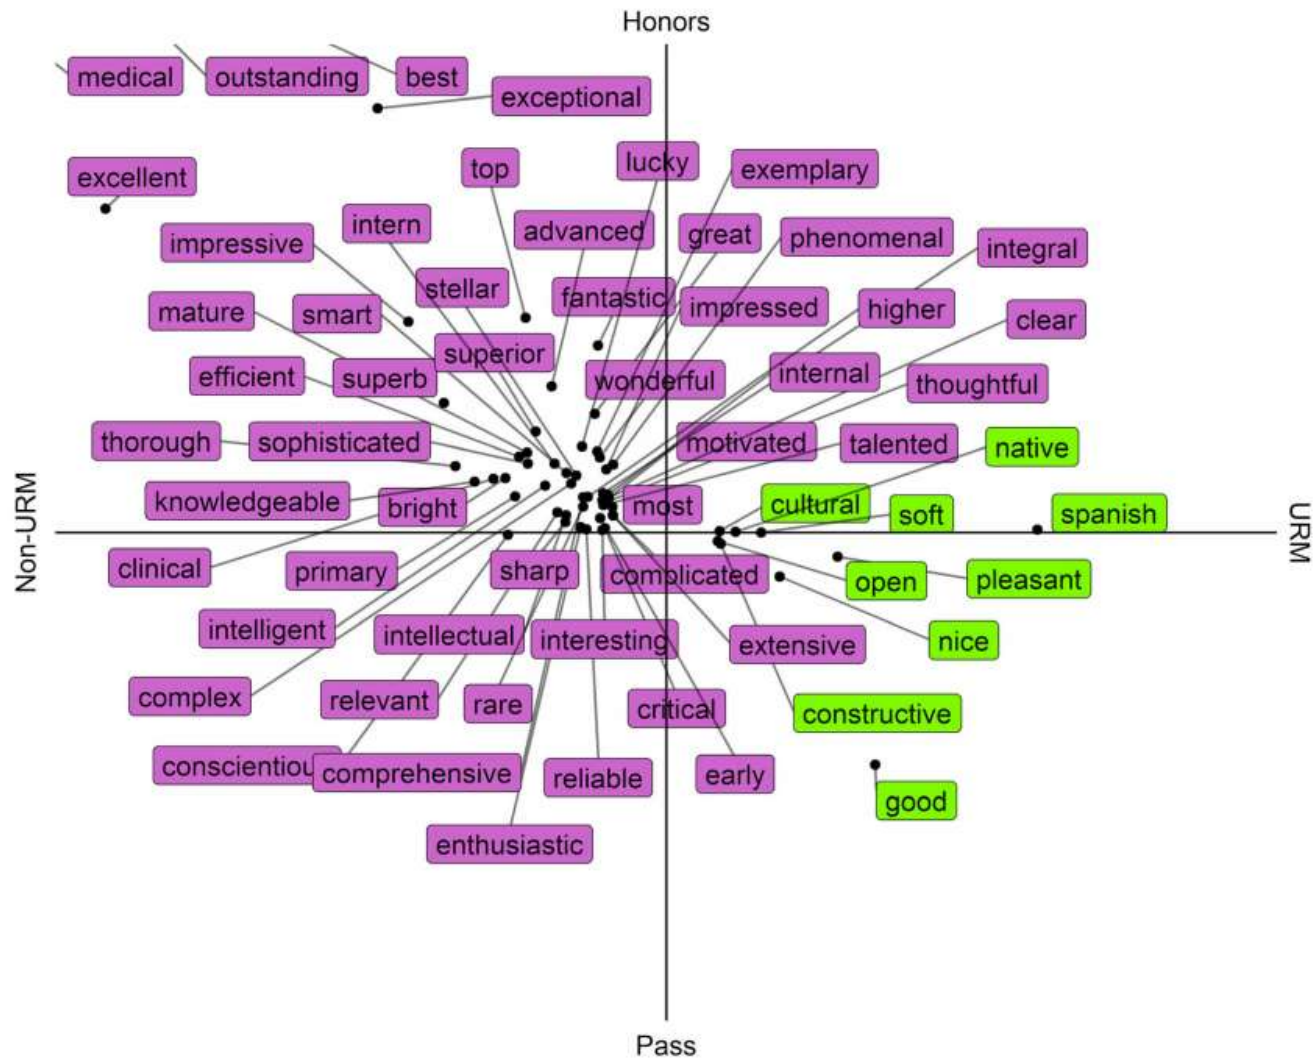 Honors
medical
outstanding
best
exceptional
excellent
top
lucky
exemplary
impressive
intern
advanced
great
phenomenal
integral
mature
smart
stellar
fantastic
impressed
higher
clear
efficient
superb
superior
wonderful
internal
thoughtful
thorough
sophisticated
motivated
talented
native
knowledgeable
bright
most
cultural
soft
spanish
Non-URM
URM
clinical
primary
sharp
complicated
open
pleasant
intelligent
intellectual
interesting
extensive
nice
complex
relevant
rare
critical
constructive
conscientiou
comprehensive
reliable
early
good
enthusiastic
Pass